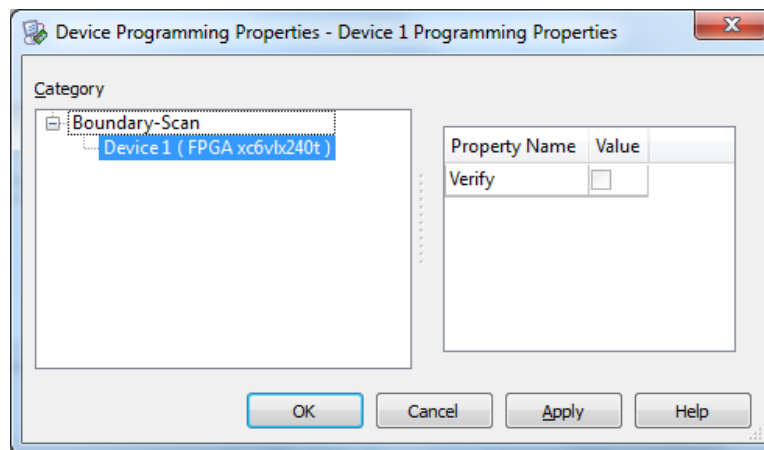 Device Programming Properties - Device 1 Programming Properties
Category
Boundary-Scan
Device 1 ( FPGA xc6vlx240t )
Property Name Value
Verify
OK Cancel Apply Help